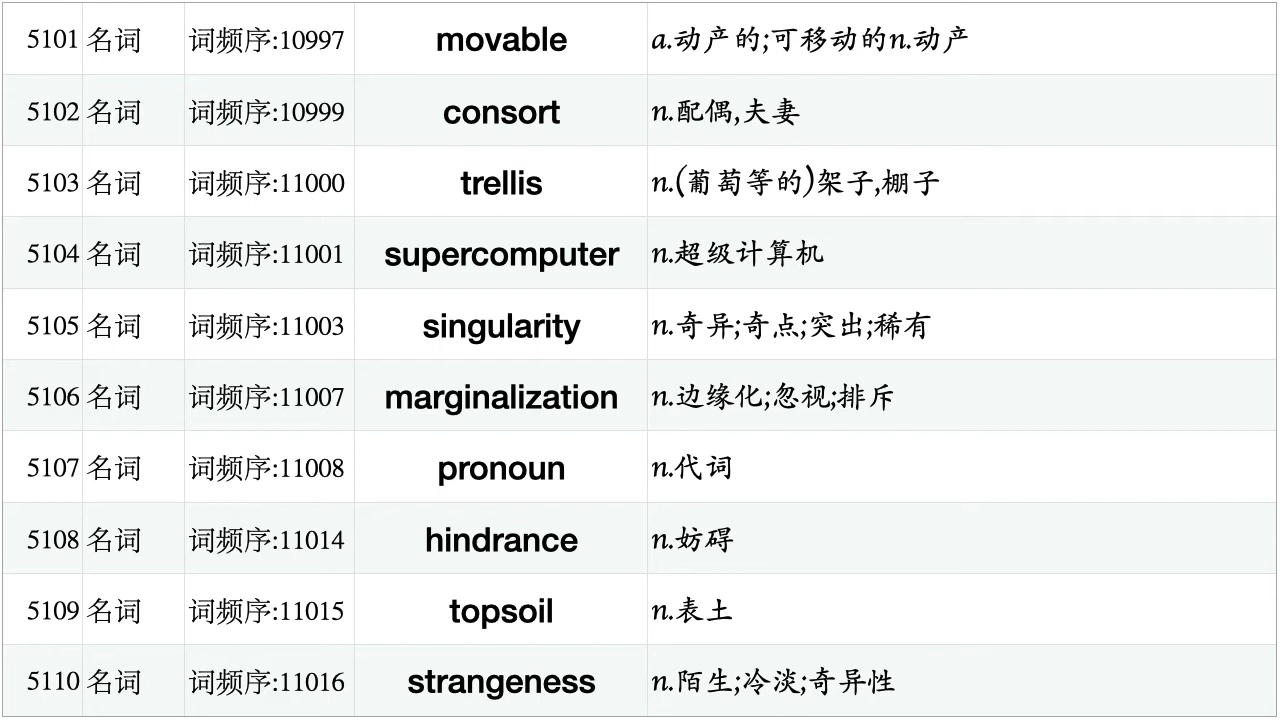 5101 名词 词频序:10997 movable a.动产的;可移动的n.动产
5102 名词 词频序:10999 consort n.配偶,夫妻
5103 名词 词频序:11000 trellis n.(葡萄等的)架子,棚子
5104 名词 词频序:11001 supercomputer n.超级计算机
5105 名词 词频序:11003 singularity n.奇异;奇点;突出;稀有
5106 名词 词频序:11007 marginalization n.边缘化;忽视;排斥
5107 名词 词频序:11008 pronoun n.代词
5108 名词 词频序:11014 hindrance n.妨碍
5109 名词 词频序:11015 topsoil n.表土
5110 名词 词频序:11016 strangeness n.陌生;冷淡;奇异性